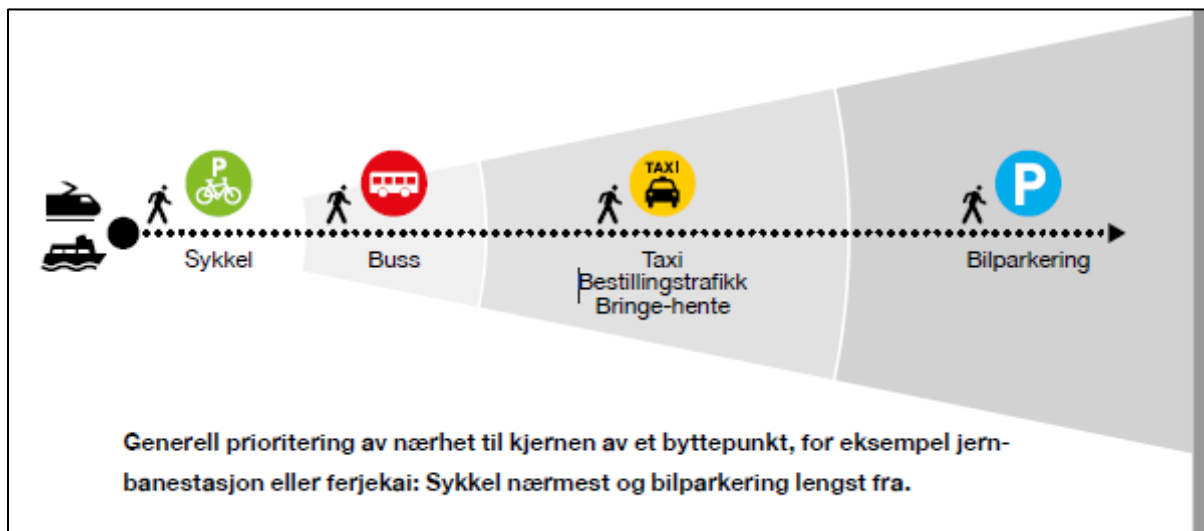 P
TAXI
P
Sykkel
Buss
Taxi
Bestillingstrafikk
Bringe-hente
Bilparkering
Generell prioritering av nærhet til kjernen av et byttepunkt, for eksempel jern-
banestasjon eller ferjekai: Sykkel nærmest og bilparkering lengst fra.